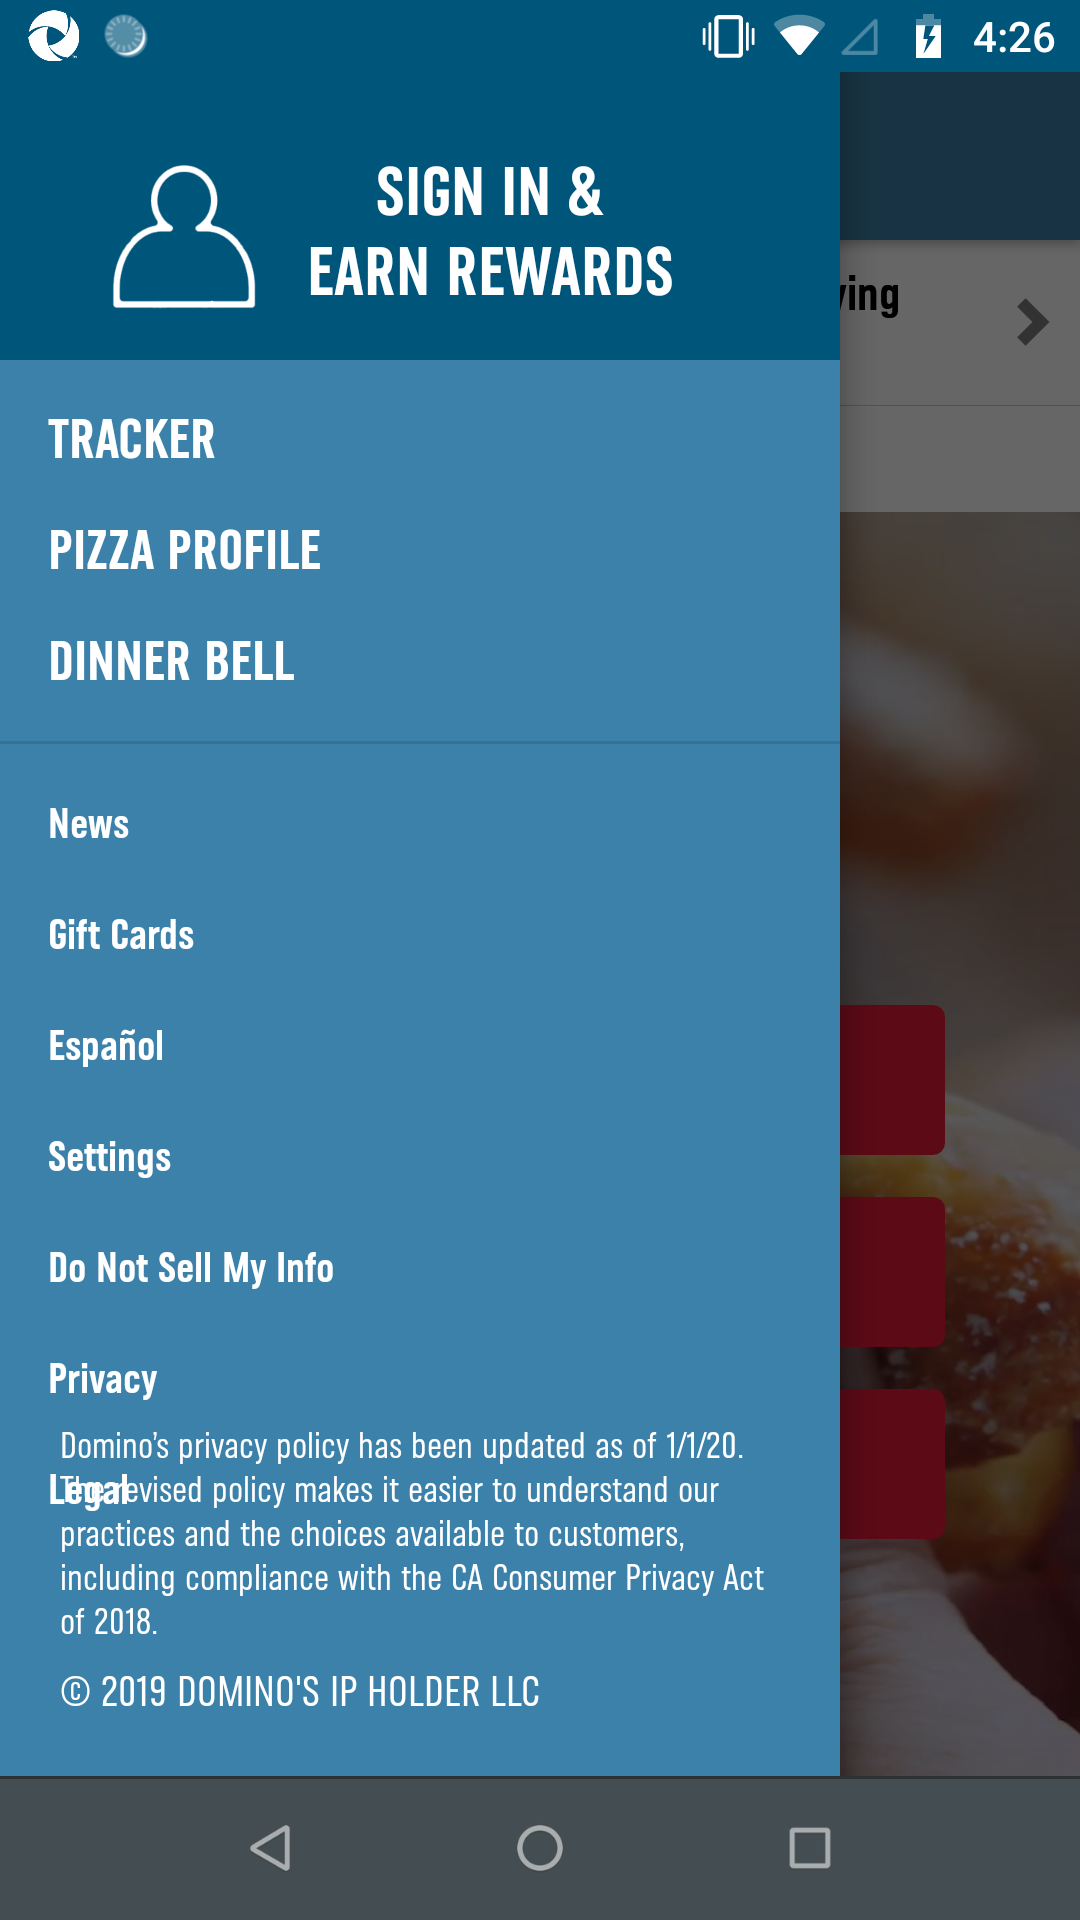 4:26
SIGN IN &
EARN REWARDS
TRACKER
PIZZA PROFILE
DINNER BELL
News
Gift Cards
Español
Settings
Do Not Sell My Info
Privacy
Domino's privacy policy has been updated as of 1/1/20.
Legal
The revised policy makes it easier to understand our
practices and the choices available to customers,
including compliance with the CA Consumer Privacy Act
of 2018.
© 2019 DOMINO'S IP HOLDER LLC